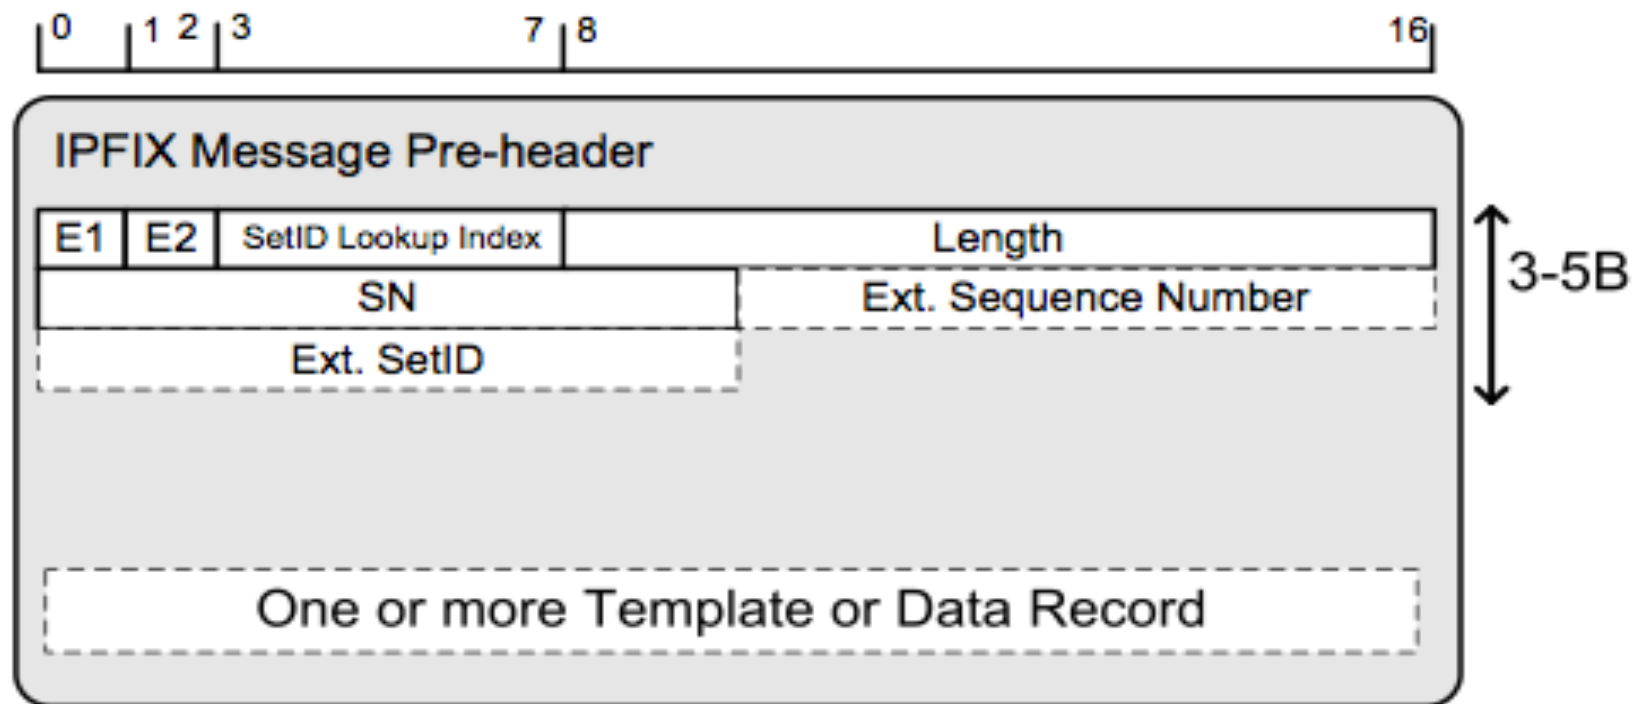 0 1 2 3 7 8 16
IPFIX Message Pre-header
E1 E2 SetID Lookup Index Length
SN Ext. Sequence Number
3-5B
Ext. SetID
One or more Template or Data Record